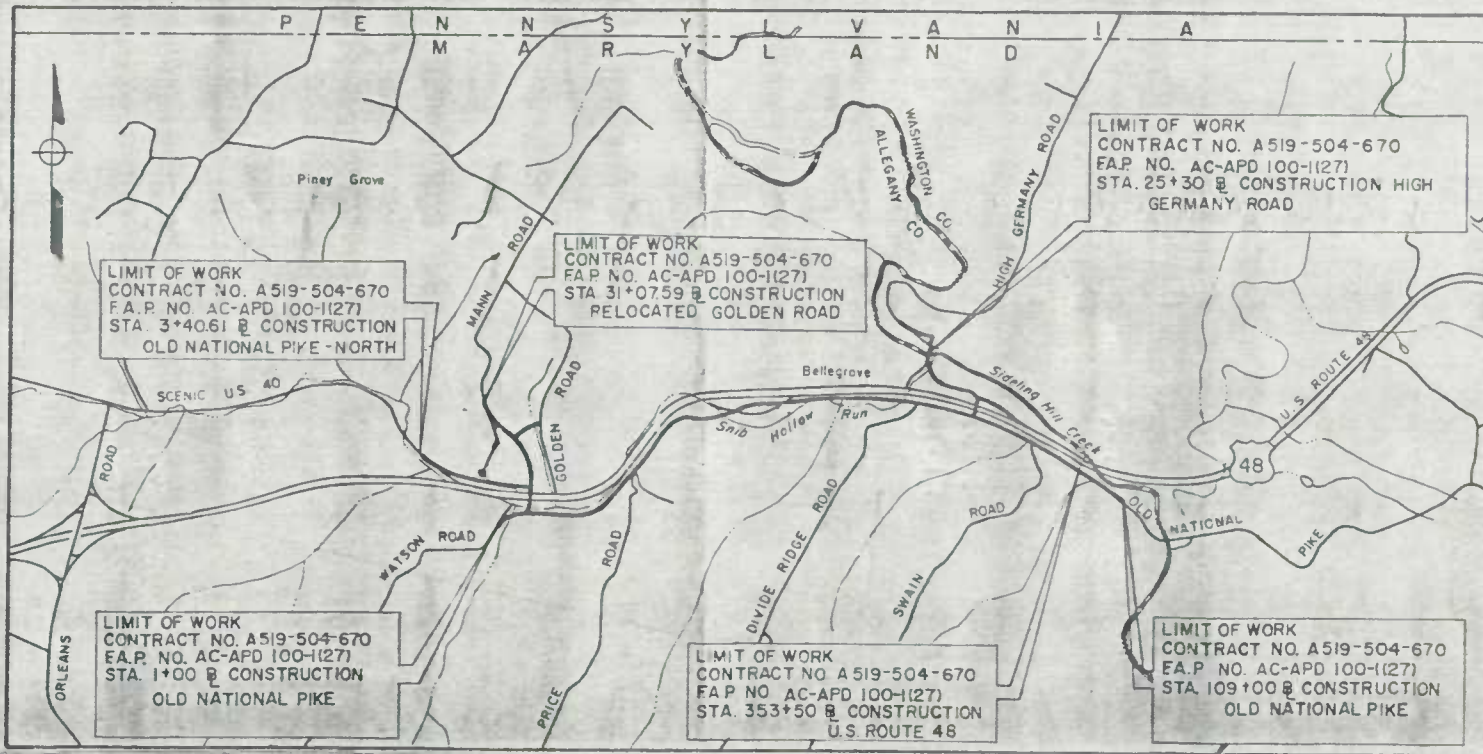 PENNSYLVANIA
MARYLAND
WASHINGTON CO
ALLEGANY CO
HIGH GERMANY ROAD
LIMIT OF WORK
CONTRACT NO. A519-504-670
F.A.P. NO. AC-APD 100-1(27)
STA. 25+30 B CONSTRUCTION HIGH
GERMANY ROAD
Piney Grove
MANN ROAD
LIMIT OF WORK
CONTRACT NO. A519-504-670
F.A.P. NO. AC-APD 100-1(27)
STA. 31+07.59 B CONSTRUCTION
RELOCATED GOLDEN ROAD
LIMIT OF WORK
CONTRACT NO. A519-504-670
F.A.P. NO. AC-APD 100-1(27)
STA. 3+40.61 B CONSTRUCTION
OLD NATIONAL PIKE-NORTH
SCENIC US 40
GOLDEN ROAD
Bellegrove
Sideling Hill Creek
Snib Hollow Run
U.S. ROUTE 48
48
ORLEANS ROAD
WATSON ROAD
PRICE ROAD
DIVIDE RIDGE ROAD
SWAIN ROAD
OLD NATIONAL PIKE
LIMIT OF WORK
CONTRACT NO. A519-504-670
F.A.P. NO. AC-APD 100-1(27)
STA. 1+00 B CONSTRUCTION
OLD NATIONAL PIKE
LIMIT OF WORK
CONTRACT NO. A519-504-670
F.A.P. NO. AC-APD 100-1(27)
STA. 353+50 B CONSTRUCTION
U.S. ROUTE 48
LIMIT OF WORK
CONTRACT NO. A519-504-670
F.A.P. NO. AC-APD 100-1(27)
STA. 109+00 B CONSTRUCTION
OLD NATIONAL PIKE